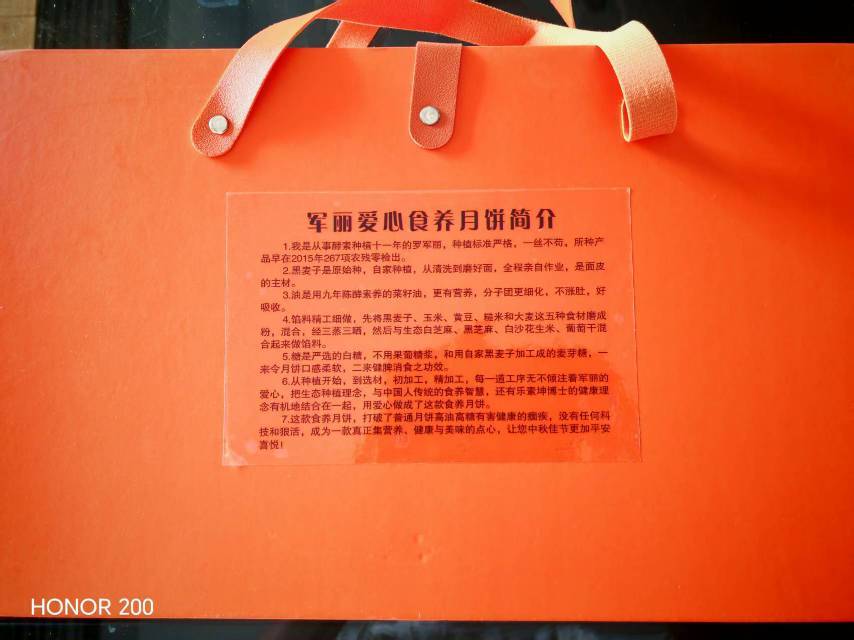 军丽爱心食养月饼简介
1.我是从事酵素种植十一年的罗军丽，种植标准严格，一丝不苟，所种产
品早在2015年267项农残零检出。
2.黑麦子是原始种，自家种植，从清洗到磨好面，全程亲自作业，是面皮
的主材。
3.油是用九年陈酵素养的菜籽油，更有营养，分子团更细化，不涨肚，好
吸收。
4.馅料精工细做，先将黑麦子、玉米、黄豆、糙米和大麦这五种食材磨成
粉，混合，经三蒸三晒，然后与生态白芝麻、黑芝麻、白沙花生米、葡萄干混
合起来做馅料。
5.糖是严选的白糖，不用果葡糖浆，和用自家黑麦子加工成的麦芽糖，一
来令月饼口感柔软，二来健脾消食之功效。
6.从种植开始，到选材，初加工，精加工，每一道工序无不倾注着军丽的
爱心，把生态种植理念，与中国人传统的食养智慧，还有乐素坤博士的健康理
念有机地结合在一起，用爱心做成了这款食养月饼。
7.这款食养月饼，打破了普通月饼高油高糖有害健康的痼疾，没有任何科
技和狠活，成为一款真正集营养、健康与美味的点心，让您中秋佳节更加平安
喜悦！
HONOR 200